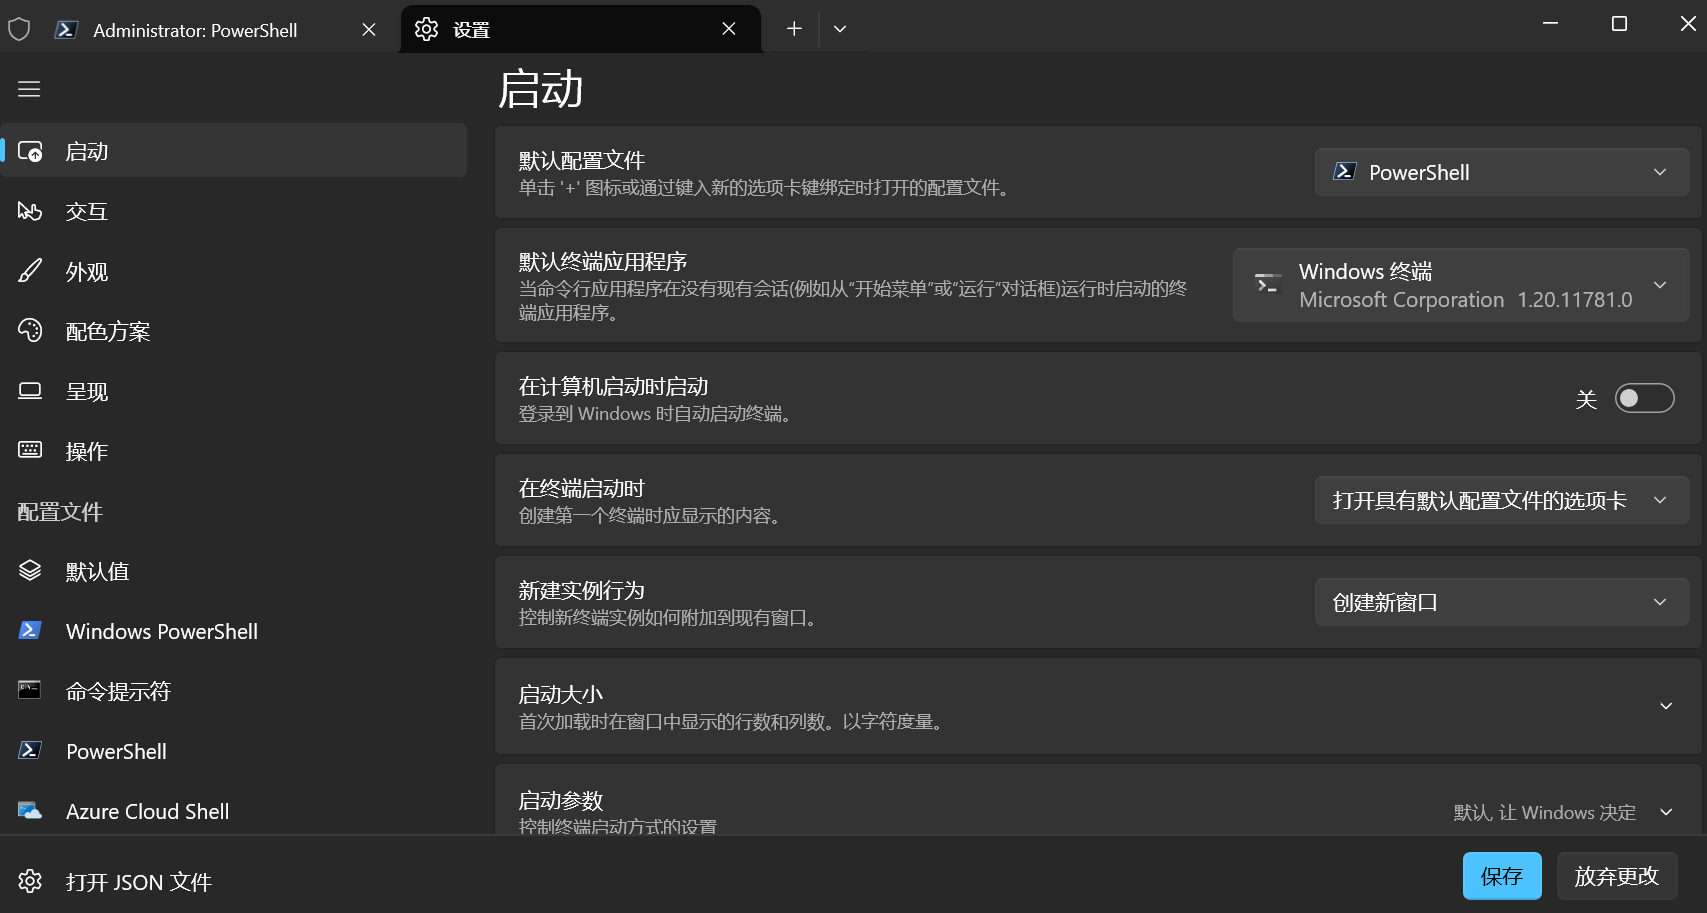 Administrator: PowerShell
设置
启动
交互
外观
配色方案
呈现
操作
配置文件
默认值
Windows PowerShell
命令提示符
PowerShell
Azure Cloud Shell
打开 JSON 文件
启动
默认配置文件
单击 '+' 图标或通过键入新的选项卡键绑定时打开的配置文件。
PowerShell
默认终端应用程序
当命令行应用程序在没有现有会话(例如从“开始菜单”或“运行”对话框)运行时启动的终
端应用程序。
Windows 终端
Microsoft Corporation 1.20.11781.0
在计算机启动时启动
登录到 Windows 时自动启动终端。
关
在终端启动时
创建第一个终端时应显示的内容。
打开具有默认配置文件的选项卡
新建实例行为
控制新终端实例如何附加到现有窗口。
创建新窗口
启动大小
首次加载时在窗口中显示的行数和列数。以字符度量。
启动参数
控制终端启动方式的设置
默认, 让 Windows 决定
保存
放弃更改